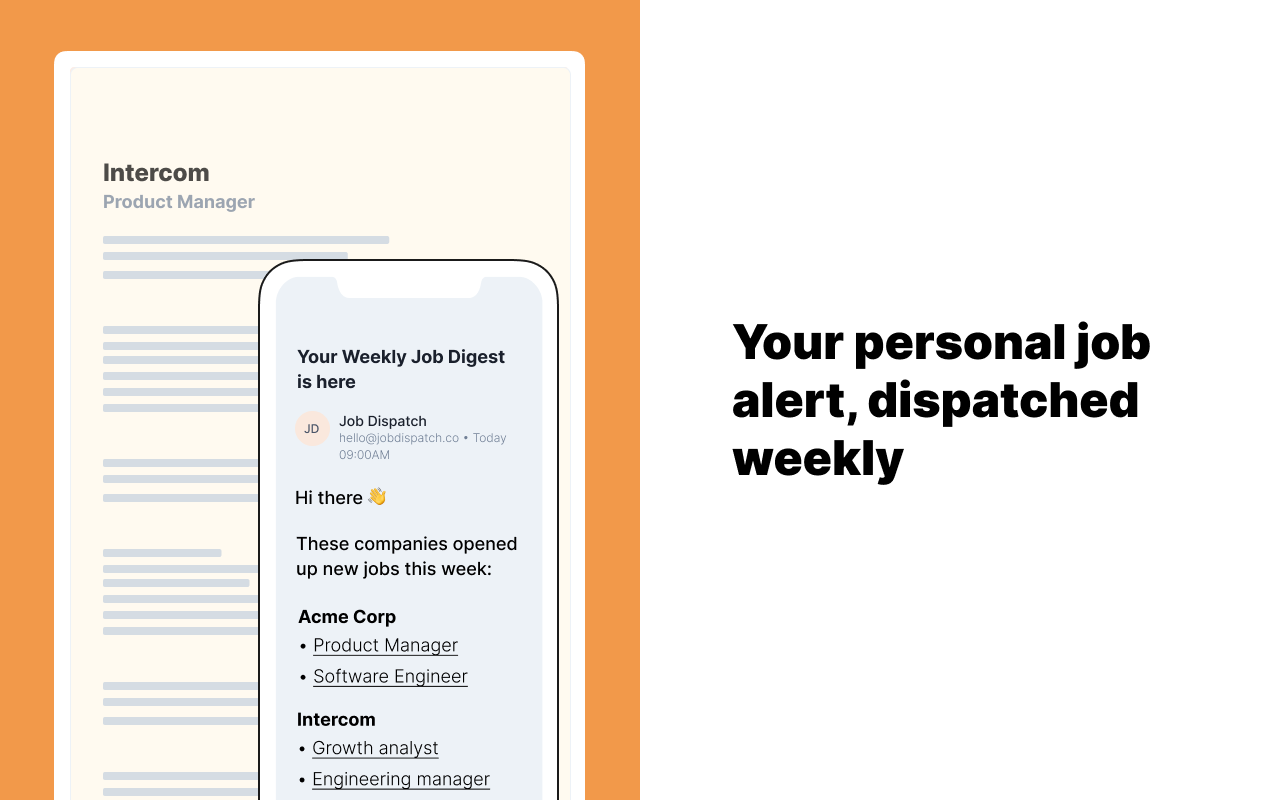 Intercom
Product Manager
Your Weekly Job Digest
is here
JD
Job Dispatch
hello@jobdispatch.co • Today
09:00AM
Hi there 👋
These companies opened
up new jobs this week:
Acme Corp
• Product Manager
• Software Engineer
Intercom
• Growth analyst
• Engineering manager
Your personal job
alert, dispatched
weekly